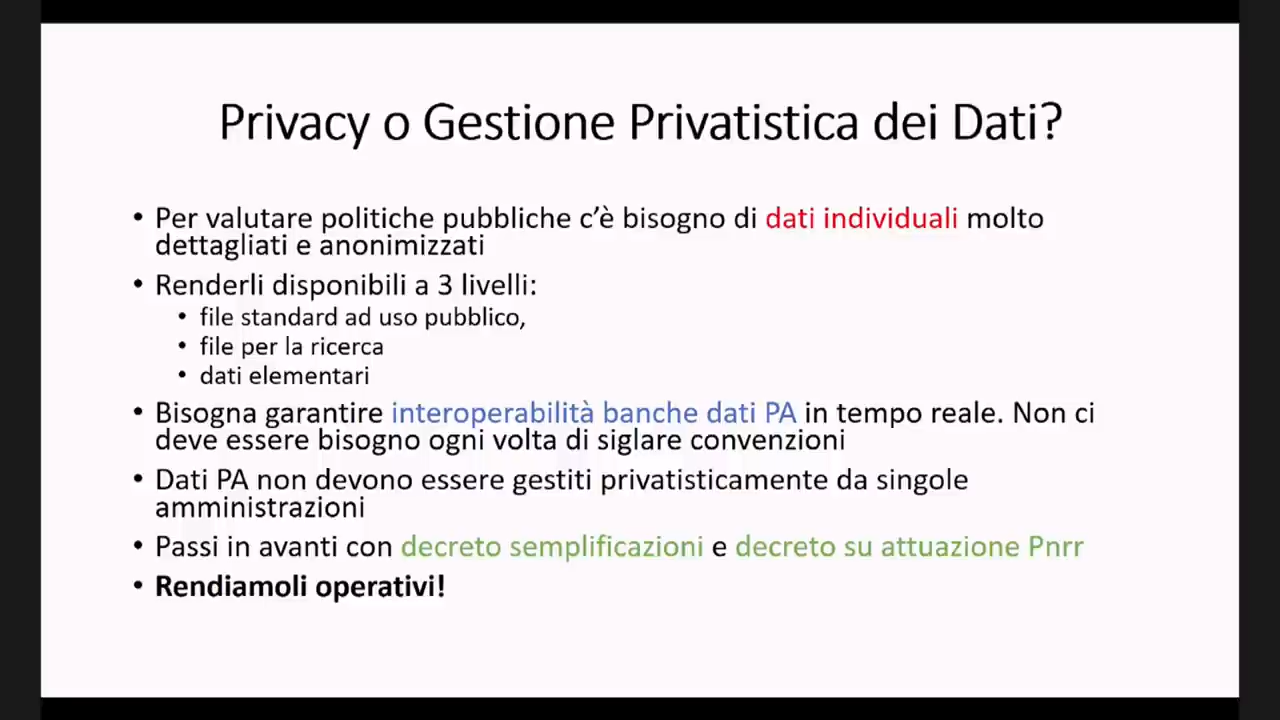 Privacy o Gestione Privatistica dei Dati?
• Per valutare politiche pubbliche c’è bisogno di dati individuali molto
dettagliati e anonimizzati
• Renderli disponibili a 3 livelli:
• file standard ad uso pubblico,
• file per la ricerca
• dati elementari
• Bisogna garantire interoperabilità banche dati PA in tempo reale. Non ci
deve essere bisogno ogni volta di siglare convenzioni
• Dati PA non devono essere gestiti privatisticamente da singole
amministrazioni
• Passi in avanti con decreto semplificazioni e decreto su attuazione Pnrr
• Rendiamoli operativi!